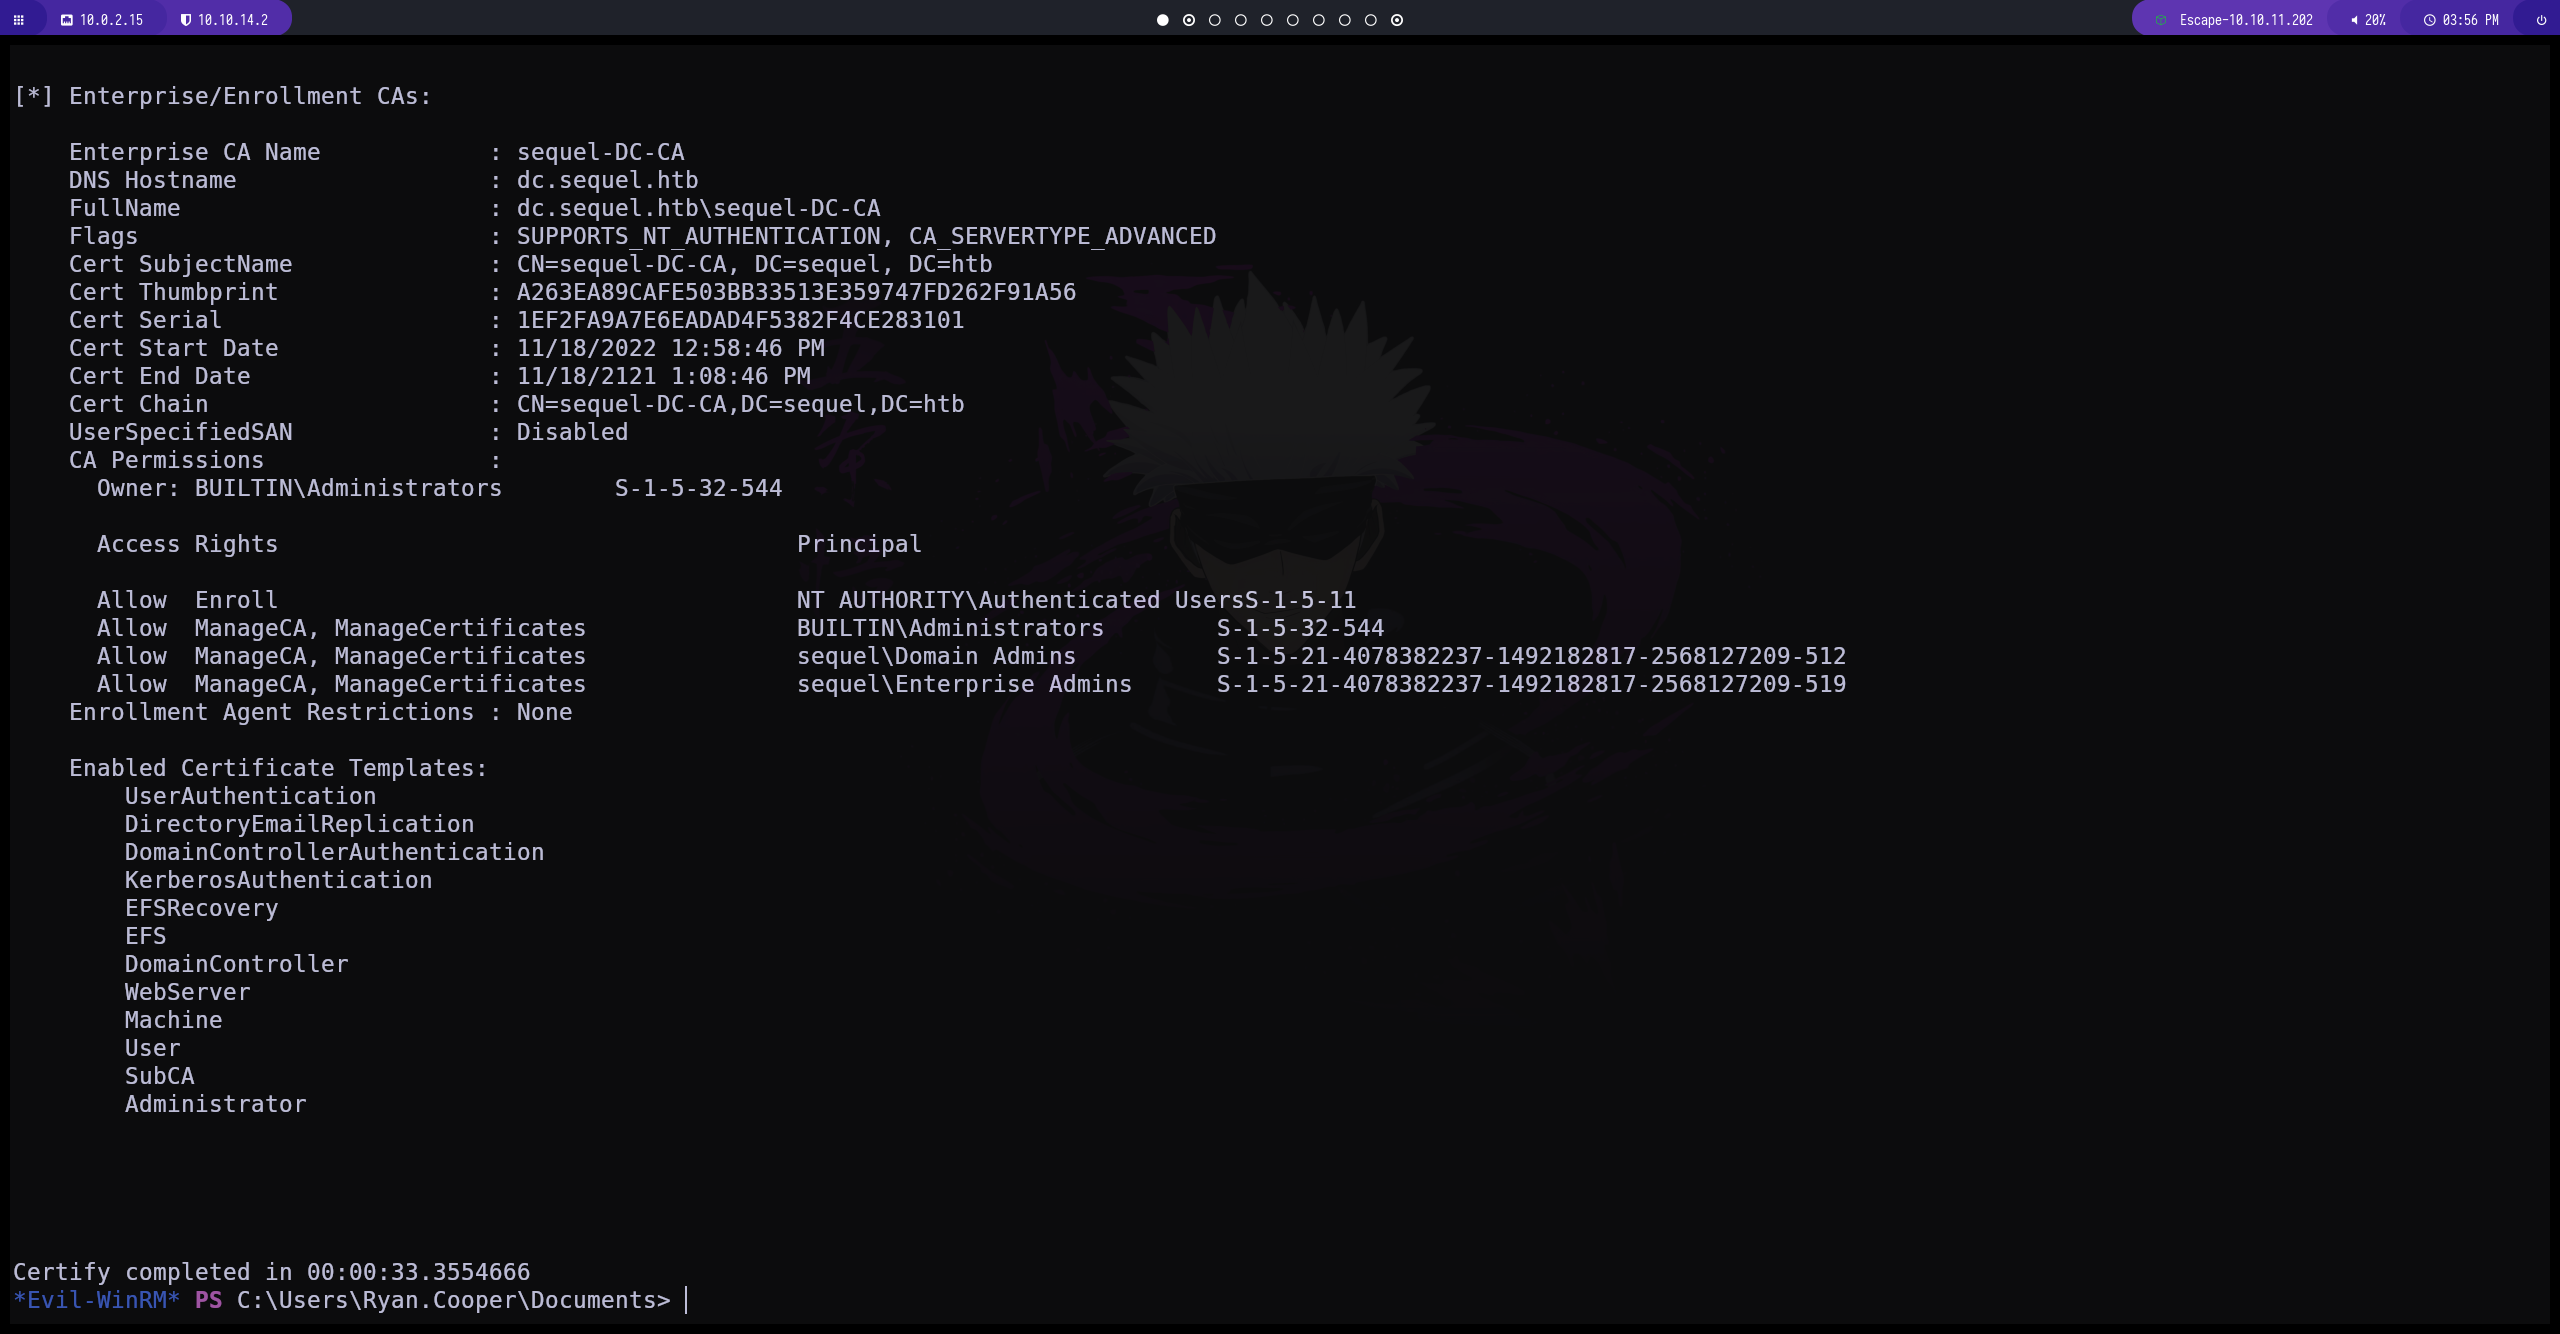 10.0.2.15 10.10.14.2 Escape-10.10.11.202 20% 03:56 PM
[*] Enterprise/Enrollment CAs:
Enterprise CA Name : sequel-DC-CA
DNS Hostname : dc.sequel.htb
FullName : dc.sequel.htb\sequel-DC-CA
Flags : SUPPORTS_NT_AUTHENTICATION, CA_SERVERTYPE_ADVANCED
Cert SubjectName : CN=sequel-DC-CA, DC=sequel, DC=htb
Cert Thumbprint : A263EA89CAFE503BB33513E359747FD262F91A56
Cert Serial : 1EF2FA9A7E6EADAD4F5382F4CE283101
Cert Start Date : 11/18/2022 12:58:46 PM
Cert End Date : 11/18/2121 1:08:46 PM
Cert Chain : CN=sequel-DC-CA,DC=sequel,DC=htb
UserSpecifiedSAN : Disabled
CA Permissions :
Owner: BUILTIN\Administrators S-1-5-32-544
Access Rights Principal
Allow Enroll NT AUTHORITY\Authenticated UsersS-1-5-11
Allow ManageCA, ManageCertificates BUILTIN\Administrators S-1-5-32-544
Allow ManageCA, ManageCertificates sequel\Domain Admins S-1-5-21-4078382237-1492182817-2568127209-512
Allow ManageCA, ManageCertificates sequel\Enterprise Admins S-1-5-21-4078382237-1492182817-2568127209-519
Enrollment Agent Restrictions : None
Enabled Certificate Templates:
UserAuthentication
DirectoryEmailReplication
DomainControllerAuthentication
KerberosAuthentication
EFSRecovery
EFS
DomainController
WebServer
Machine
User
SubCA
Administrator
Certify completed in 00:00:33.3554666
*Evil-WinRM* PS C:\Users\Ryan.Cooper\Documents>